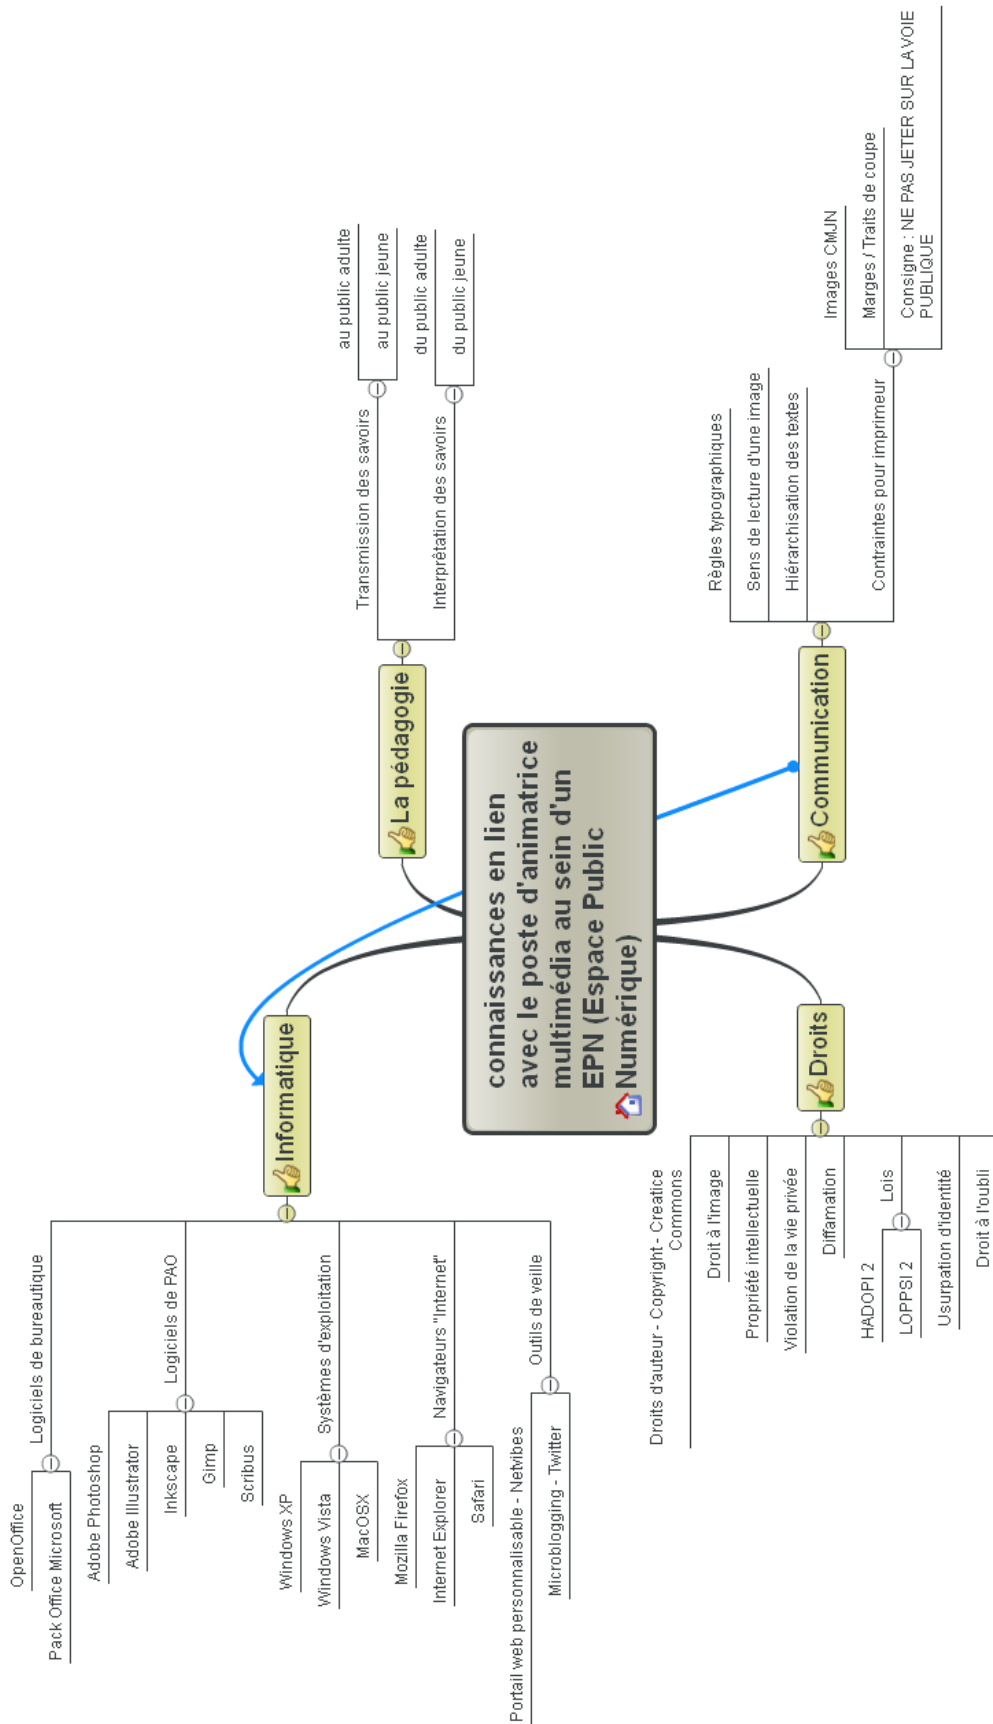 connaissances en lien
avec le poste d'animatrice
multimédia au sein d'un
EPN (Espace Public
Numérique)
La pédagogie
Transmission des savoirs
au public adulte
au public jeune
Interprêtation des savoirs
du public adulte
du public jeune
Communication
Règles typographiques
Sens de lecture d'une image
Hiérarchisation des textes
Contraintes pour imprimeur
Images CMJN
Marges / Traits de coupe
Consigne : NE PAS JETER SUR LA VOIE
PUBLIQUE
Informatique
Logiciels de bureautique
OpenOffice
Pack Office Microsoft
Logiciels de PAO
Adobe Photoshop
Adobe Illustrator
Inkscape
Gimp
Scribus
Systèmes d'exploitation
Windows XP
Windows Vista
MacOSX
Navigateurs "Internet"
Mozilla Firefox
Internet Explorer
Safari
Outils de veille
Portail web personnalisable - Netvibes
Microblogging - Twitter
Droits
Droits d'auteur - Copyright - Creatice
Commons
Droit à l'image
Propriété intellectuelle
Violation de la vie privée
Diffamation
Lois
HADOPI 2
LOPPSI 2
Usurpation d'identité
Droit à l'oubli